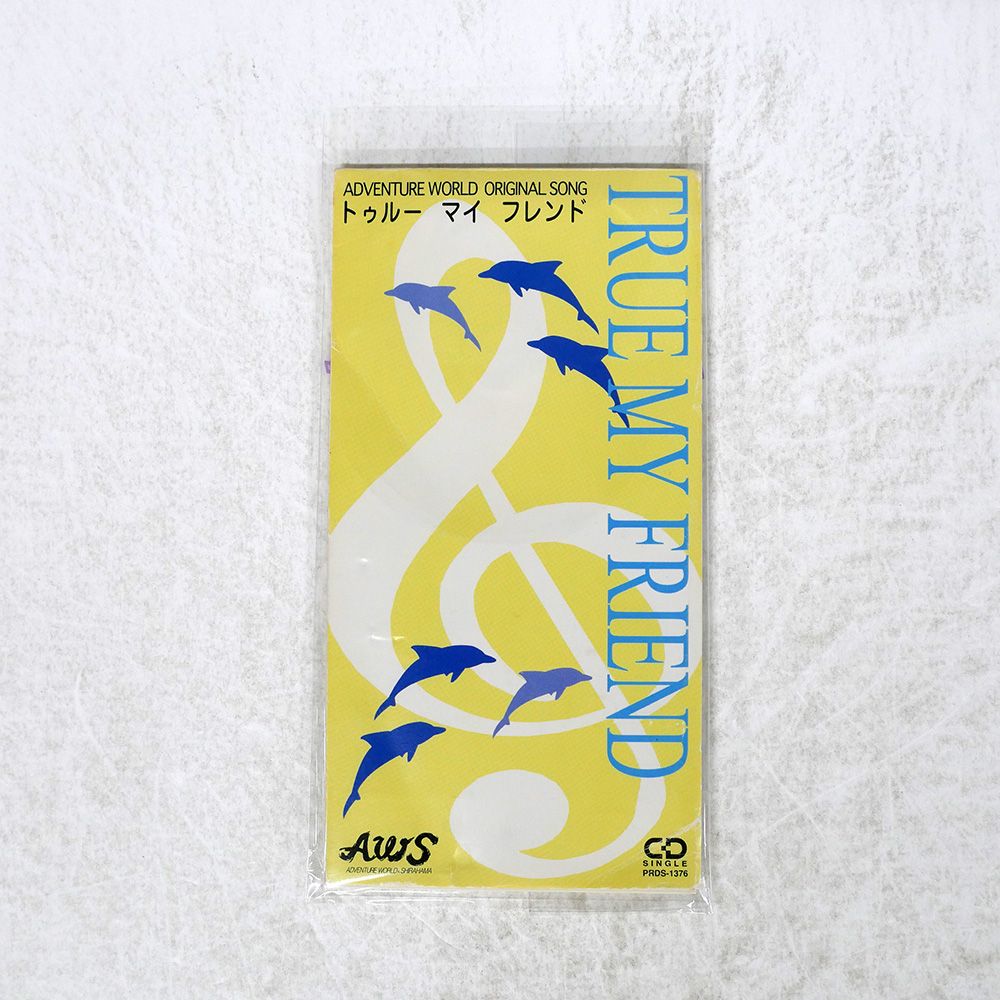 ADVENTURE WORLD ORIGINAL SONG
トゥルー マイ フレンド
TRUE MY FRIEND
AWS
ADVENTURE WORLD, SHIRAHAMA
CD
SINGLE
PRDS-1376